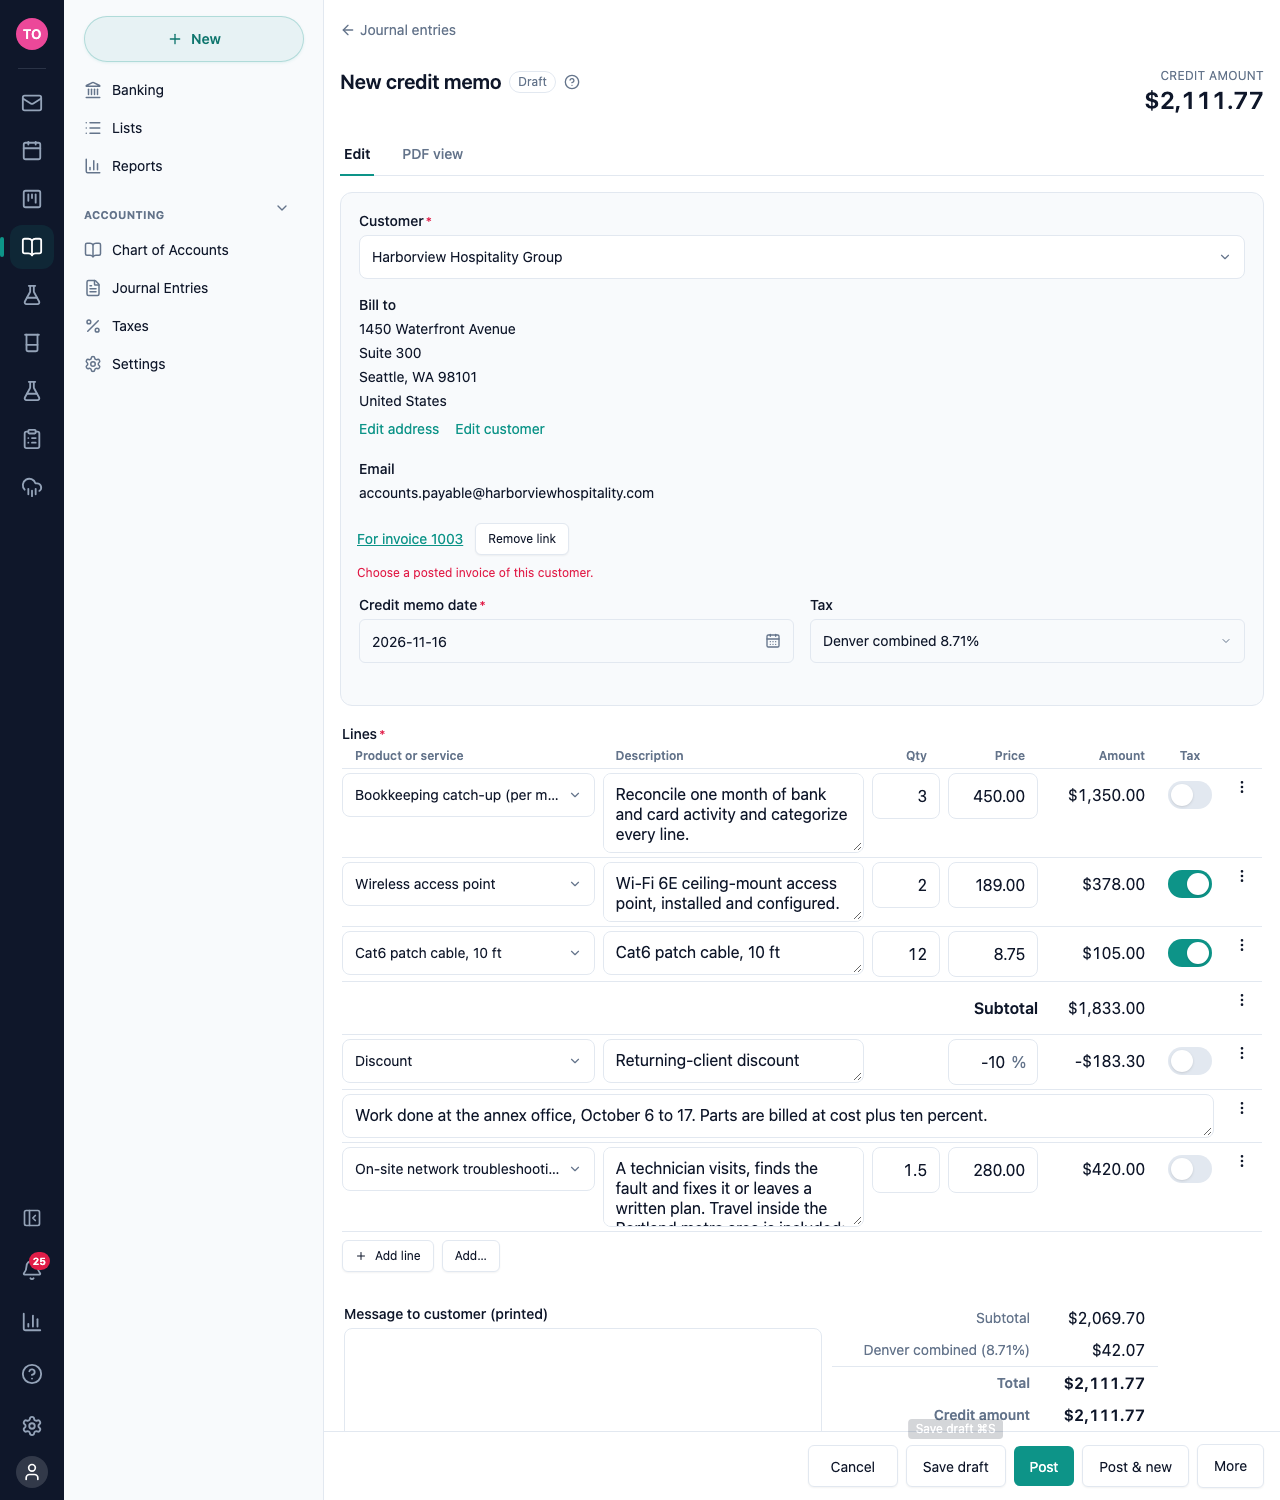 TO
New
Banking
Lists
Reports
ACCOUNTING
Chart of Accounts
Journal Entries
Taxes
Settings
25
Journal entries
New credit memo
Draft
CREDIT AMOUNT
$2,111.77
Edit
PDF view
Customer*
Harborview Hospitality Group
Bill to
1450 Waterfront Avenue
Suite 300
Seattle, WA 98101
United States
Edit address Edit customer
Email
accounts.payable@harborviewhospitality.com
For invoice 1003
Remove link
Choose a posted invoice of this customer.
Credit memo date*
2026-11-16
Tax
Denver combined 8.71%
Lines*
Product or service Description Qty Price Amount Tax
Bookkeeping catch-up (per m...
Reconcile one month of bank
and card activity and categorize
every line.
3 450.00 $1,350.00
Wireless access point
Wi-Fi 6E ceiling-mount access
point, installed and configured.
2 189.00 $378.00
Cat6 patch cable, 10 ft
Cat6 patch cable, 10 ft
12 8.75 $105.00
Subtotal $1,833.00
Discount
Returning-client discount
-10 % -$183.30
Work done at the annex office, October 6 to 17. Parts are billed at cost plus ten percent.
On-site network troubleshooti...
A technician visits, finds the
fault and fixes it or leaves a
written plan. Travel inside the
Portland metro area is included.
1.5 280.00 $420.00
Add line
Add...
Message to customer (printed)
Subtotal $2,069.70
Denver combined (8.71%) $42.07
Total $2,111.77
Credit amount $2,111.77
Save draft ⌘S
Cancel
Save draft
Post
Post & new
More